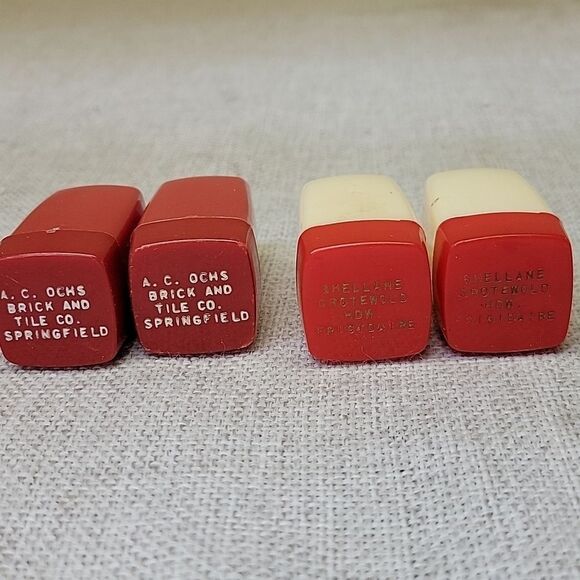 A. C. OCHS
BRICK AND
TILE CO.
SPRINGFIELD
A. C. OCHS
BRICK AND
TILE CO.
SPRINGFIELD
SHELLANE
GROTEWOLD
HDW.
FRIGIDAIRE
SHELLANE
GROTEWOLD
HDW.
FRIGIDAIRE